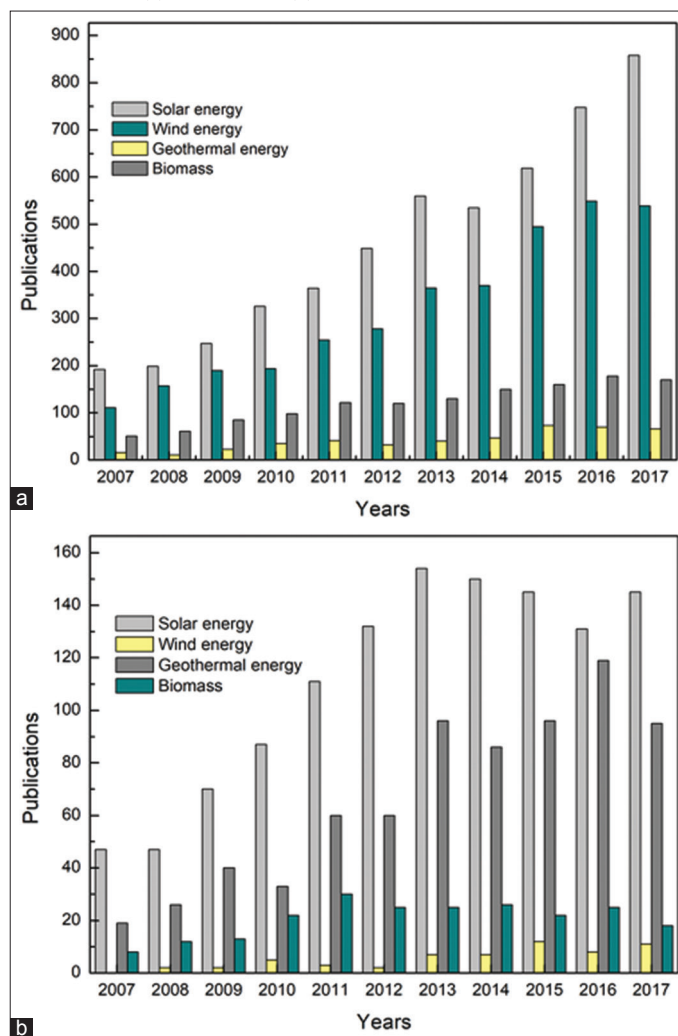 900
800
700
600
500
400
300
200
100
0
Publications
Solar energy
Wind energy
Geothermal energy
Biomass
2007 2008 2009 2010 2011 2012 2013 2014 2015 2016 2017
Years
a
160
140
120
100
80
60
40
20
0
Publications
Solar energy
Wind energy
Geothermal energy
Biomass
2007 2008 2009 2010 2011 2012 2013 2014 2015 2016 2017
Years
b